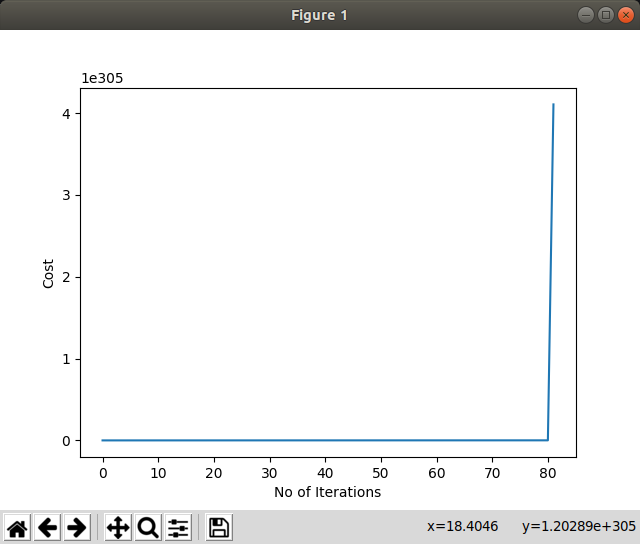 Figure 1
1e305
4
3
2
1
0
Cost
0 10 20 30 40 50 60 70 80
No of Iterations
x=18.4046 y=1.20289e+305